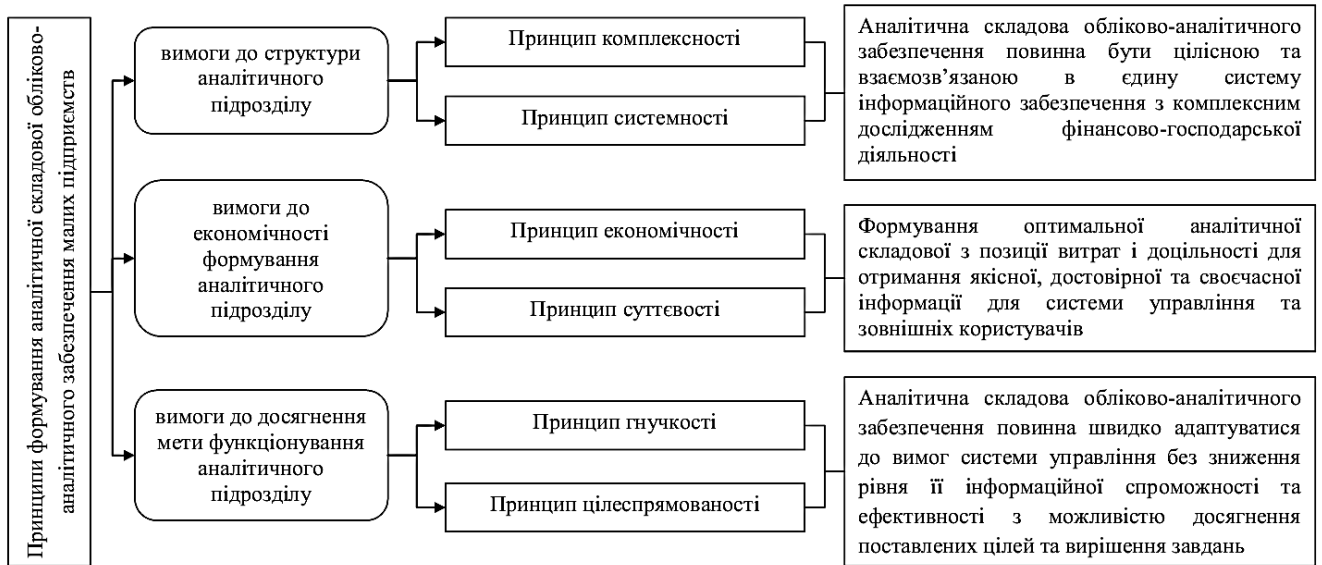 Принципи формування аналітичної складової обліково-
аналітичного забезпечення малих підприємств
вимоги до структури
аналітичного
підрозділу
Принцип комплексності
Принцип системності
Аналітична складова обліково-аналітичного
забезпечення повинна бути цілісною та
взаємозв’язаною в єдину систему
інформаційного забезпечення з комплексним
дослідженням фінансово-господарської
діяльності
вимоги до
економічності
формування
аналітичного
підрозділу
Принцип економічності
Принцип суттєвості
Формування оптимальної аналітичної
складової з позиції витрат і доцільності для
отримання якісної, достовірної та своєчасної
інформації для системи управління та
зовнішніх користувачів
вимоги до досягнення
мети функціонування
аналітичного
підрозділу
Принцип гнучкості
Принцип цілеспрямованості
Аналітична складова обліково-аналітичного
забезпечення повинна швидко адаптуватися
до вимог системи управління без зниження
рівня її інформаційної спроможності та
ефективності з можливістю досягнення
поставлених цілей та вирішення завдань